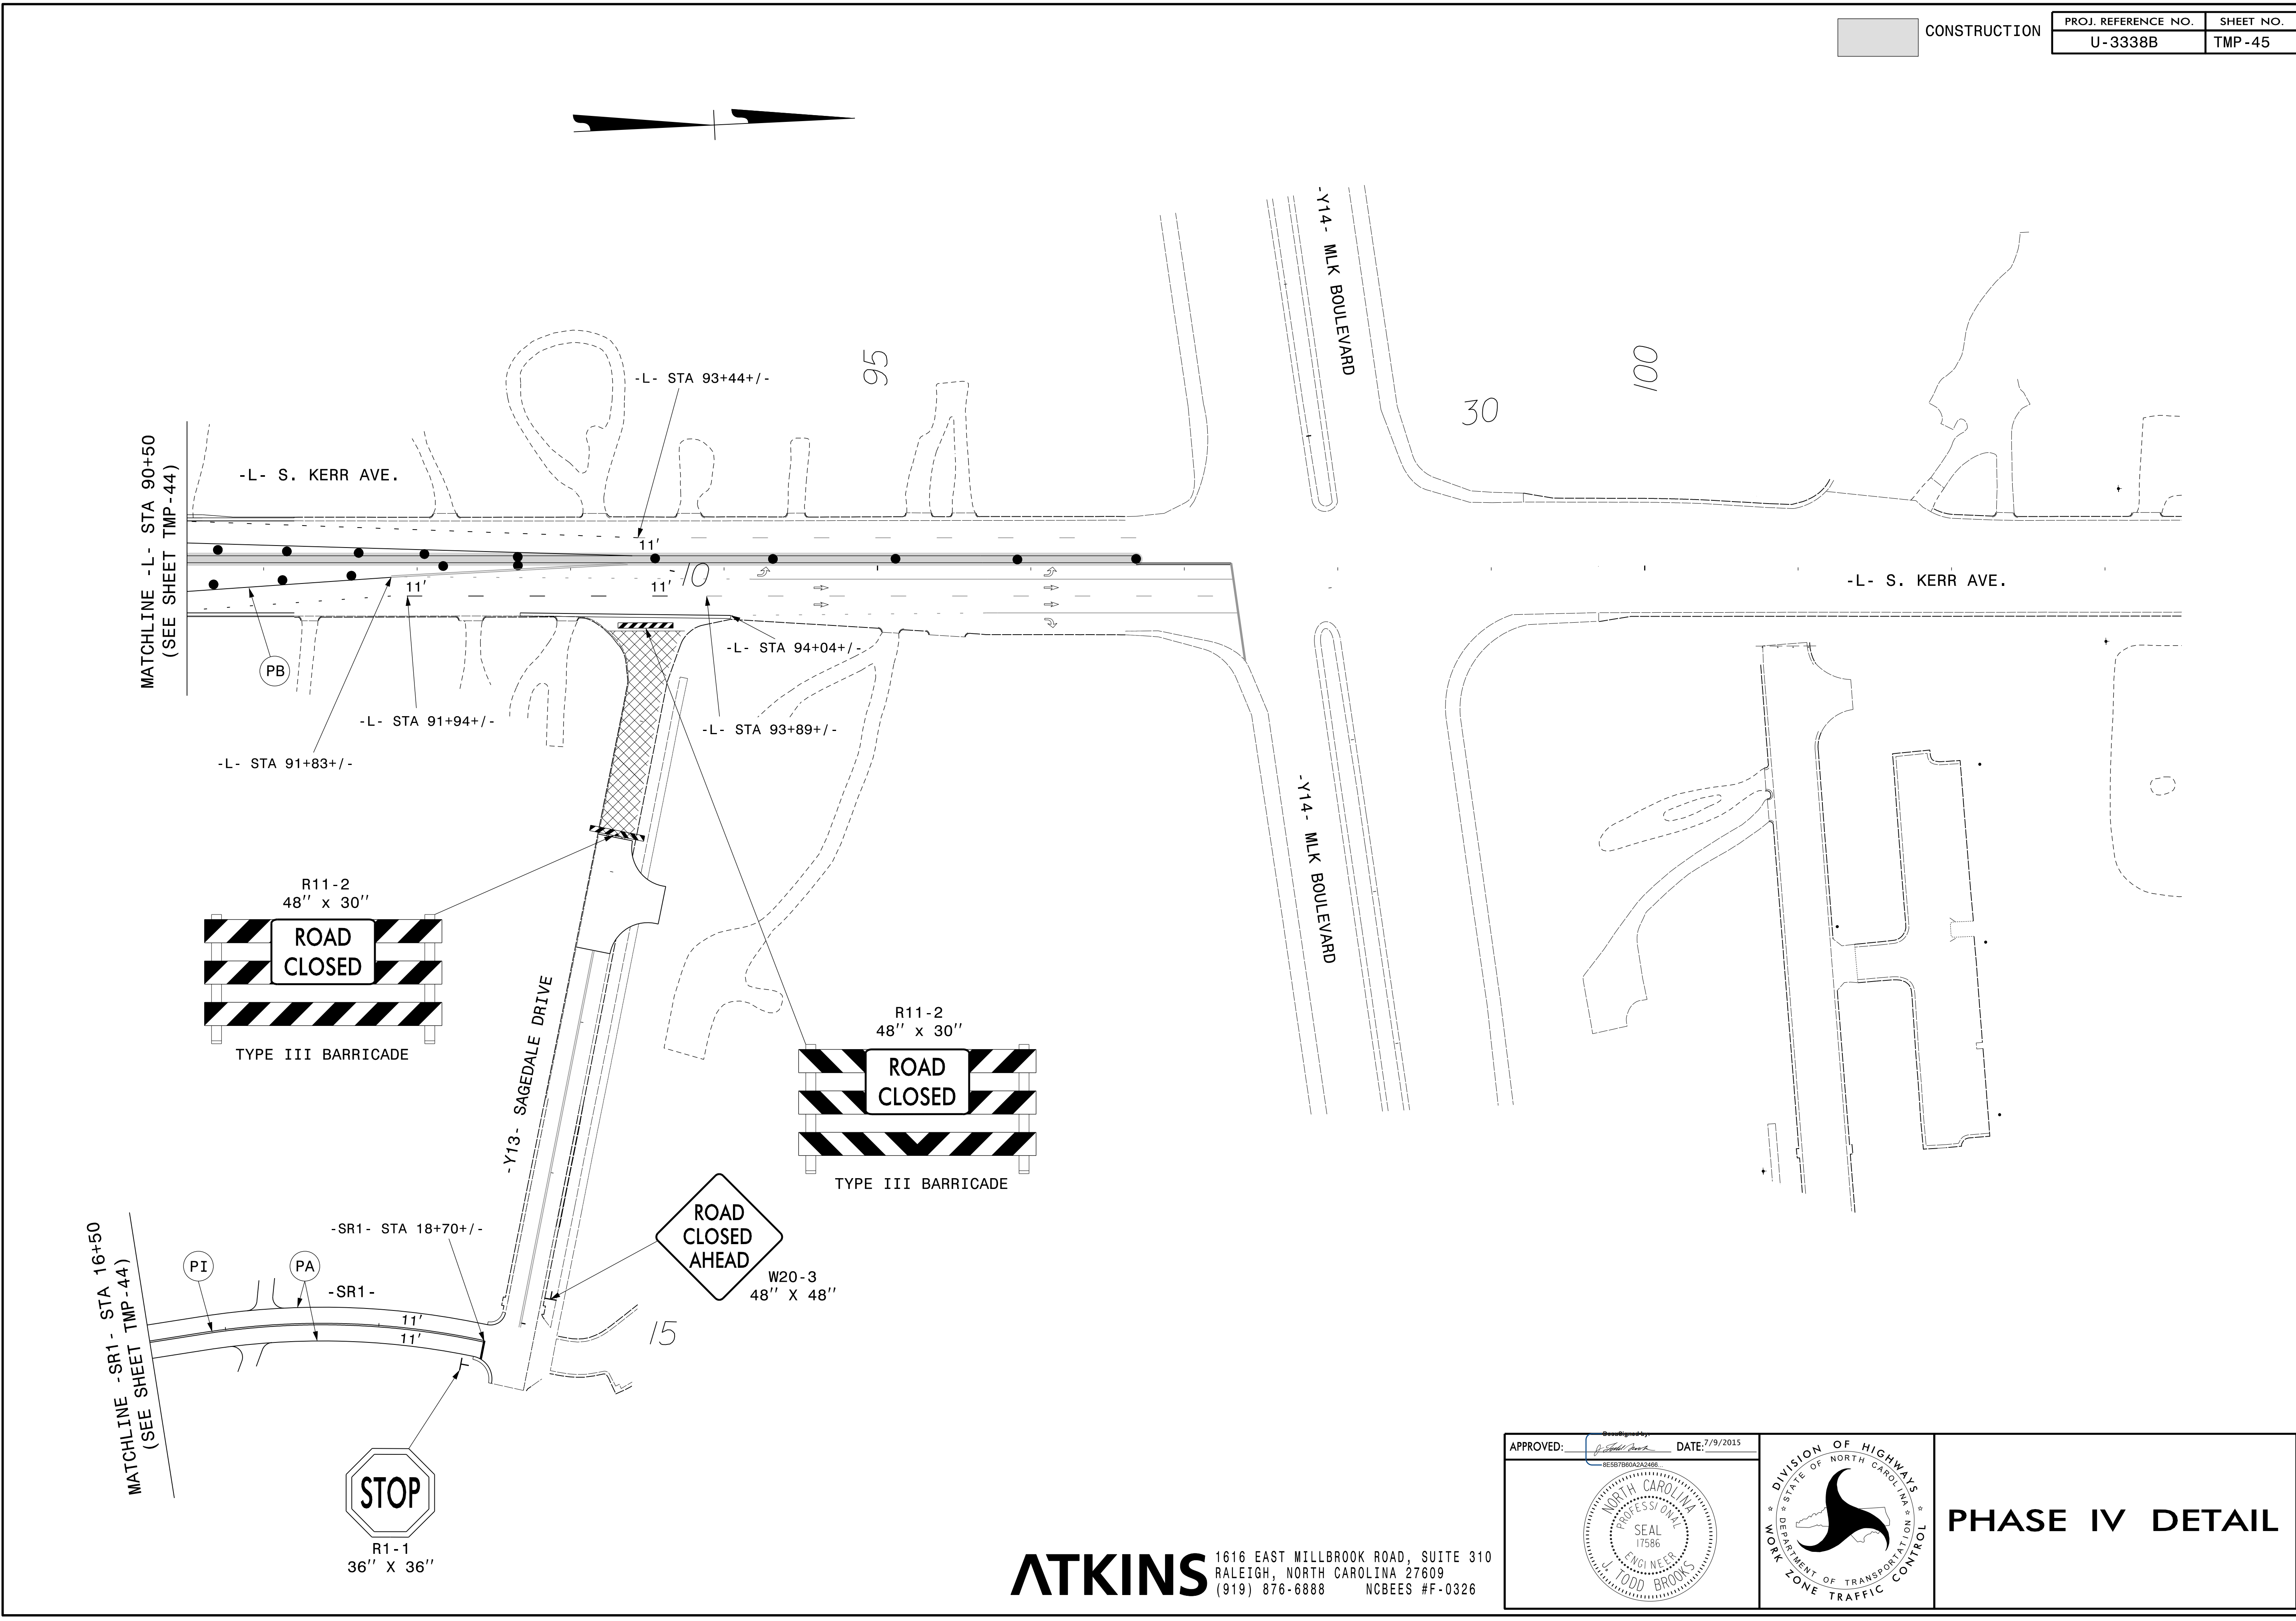 CONSTRUCTION
PROJ. REFERENCE NO.
SHEET NO.
U-3338B
TMP-45
-Y14- MLK BOULEVARD
95
100
30
-L- STA 93+44+/-
MATCHLINE -L- STA 90+50
(SEE SHEET TMP-44)
-L- S. KERR AVE.
11'
10
11'
11'
-L- S. KERR AVE.
PB
-L- STA 94+04+/-
-L- STA 91+94+/-
-L- STA 93+89+/-
-L- STA 91+83+/-
-Y14- MLK BOULEVARD
R11-2
48'' x 30''
ROAD
CLOSED
TYPE III BARRICADE
-Y13- SAGEDALE DRIVE
R11-2
48'' x 30''
ROAD
CLOSED
TYPE III BARRICADE
ROAD
CLOSED
AHEAD
W20-3
48'' X 48''
MATCHLINE -SR1- STA 16+50
(SEE SHEET TMP-44)
-SR1- STA 18+70+/-
PI
PA
-SR1-
11'
11'
15
STOP
R1-1
36'' X 36''
ATKINS
1616 EAST MILLBROOK ROAD, SUITE 310
RALEIGH, NORTH CAROLINA 27609
(919) 876-6888 NCBEES #F-0326
APPROVED:
DocuSigned by:
DATE: 7/9/2015
8E5B7B60A2A2466...
NORTH CAROLINA
PROFESSIONAL
SEAL
17586
ENGINEER
J. TODD BROOKS
DIVISION OF HIGHWAYS
STATE OF NORTH CAROLINA
DEPARTMENT OF TRANSPORTATION
WORK ZONE TRAFFIC CONTROL
PHASE IV DETAIL